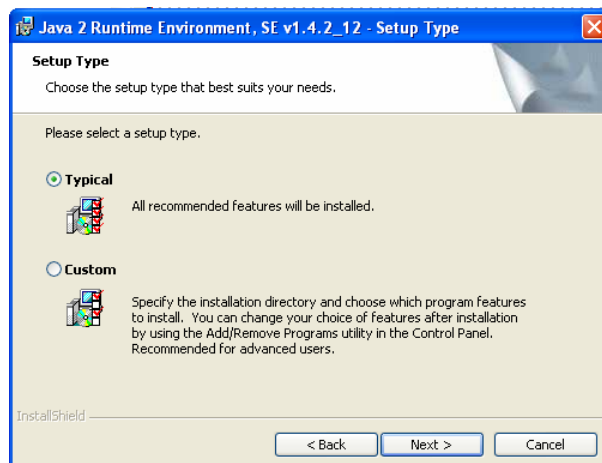 Java 2 Runtime Environment, SE v1.4.2_12 - Setup Type
Setup Type
Choose the setup type that best suits your needs.
Please select a setup type.
Typical
All recommended features will be installed.
Custom
Specify the installation directory and choose which program features
to install. You can change your choice of features after installation
by using the Add/Remove Programs utility in the Control Panel.
Recommended for advanced users.
InstallShield
< Back
Next >
Cancel